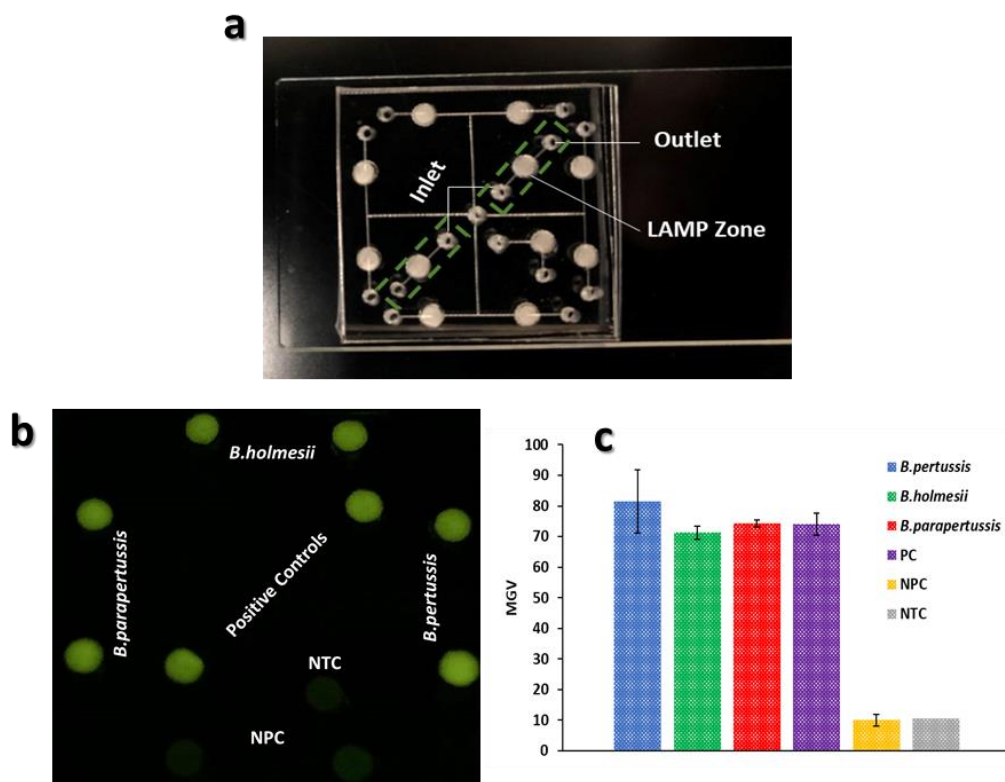 a
Outlet
Inlet
LAMP Zone
b
B.holmesii
B.parapertussis
Positive Controls
B.pertussis
NTC
NPC
c
100
90
80
70
60
50
40
30
20
10
0
MGV
B.pertussis
B.holmesii
B.parapertussis
PC
NPC
NTC